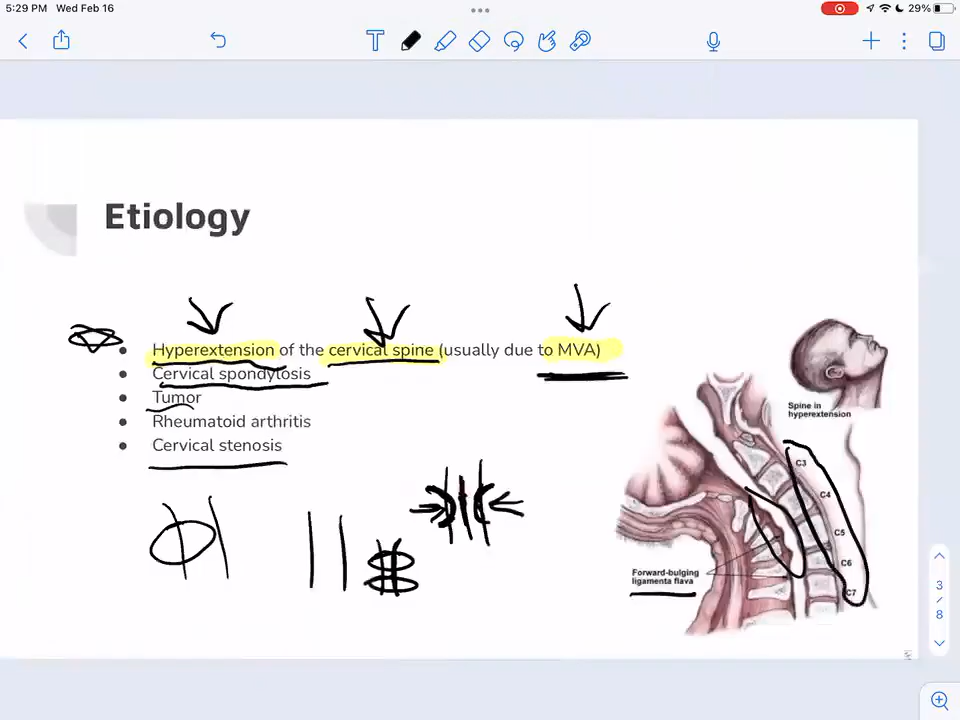 5:29 PM Wed Feb 16
29%
Etiology
Hyperextension of the cervical spine (usually due to MVA)
Cervical spondylosis
Tumor
Rheumatoid arthritis
Cervical stenosis
Spine in
hyperextension
C3
C4
C5
C6
C7
Forward-bulging
ligamenta flava
3
/
8